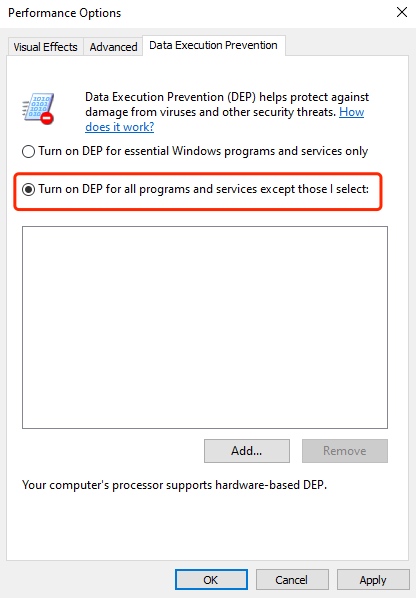 Performance Options
Visual Effects
Advanced
Data Execution Prevention
Data Execution Prevention (DEP) helps protect against
damage from viruses and other security threats. How
does it work?
Turn on DEP for essential Windows programs and services only
Turn on DEP for all programs and services except those I select:
Add...
Remove
Your computer's processor supports hardware-based DEP.
OK
Cancel
Apply